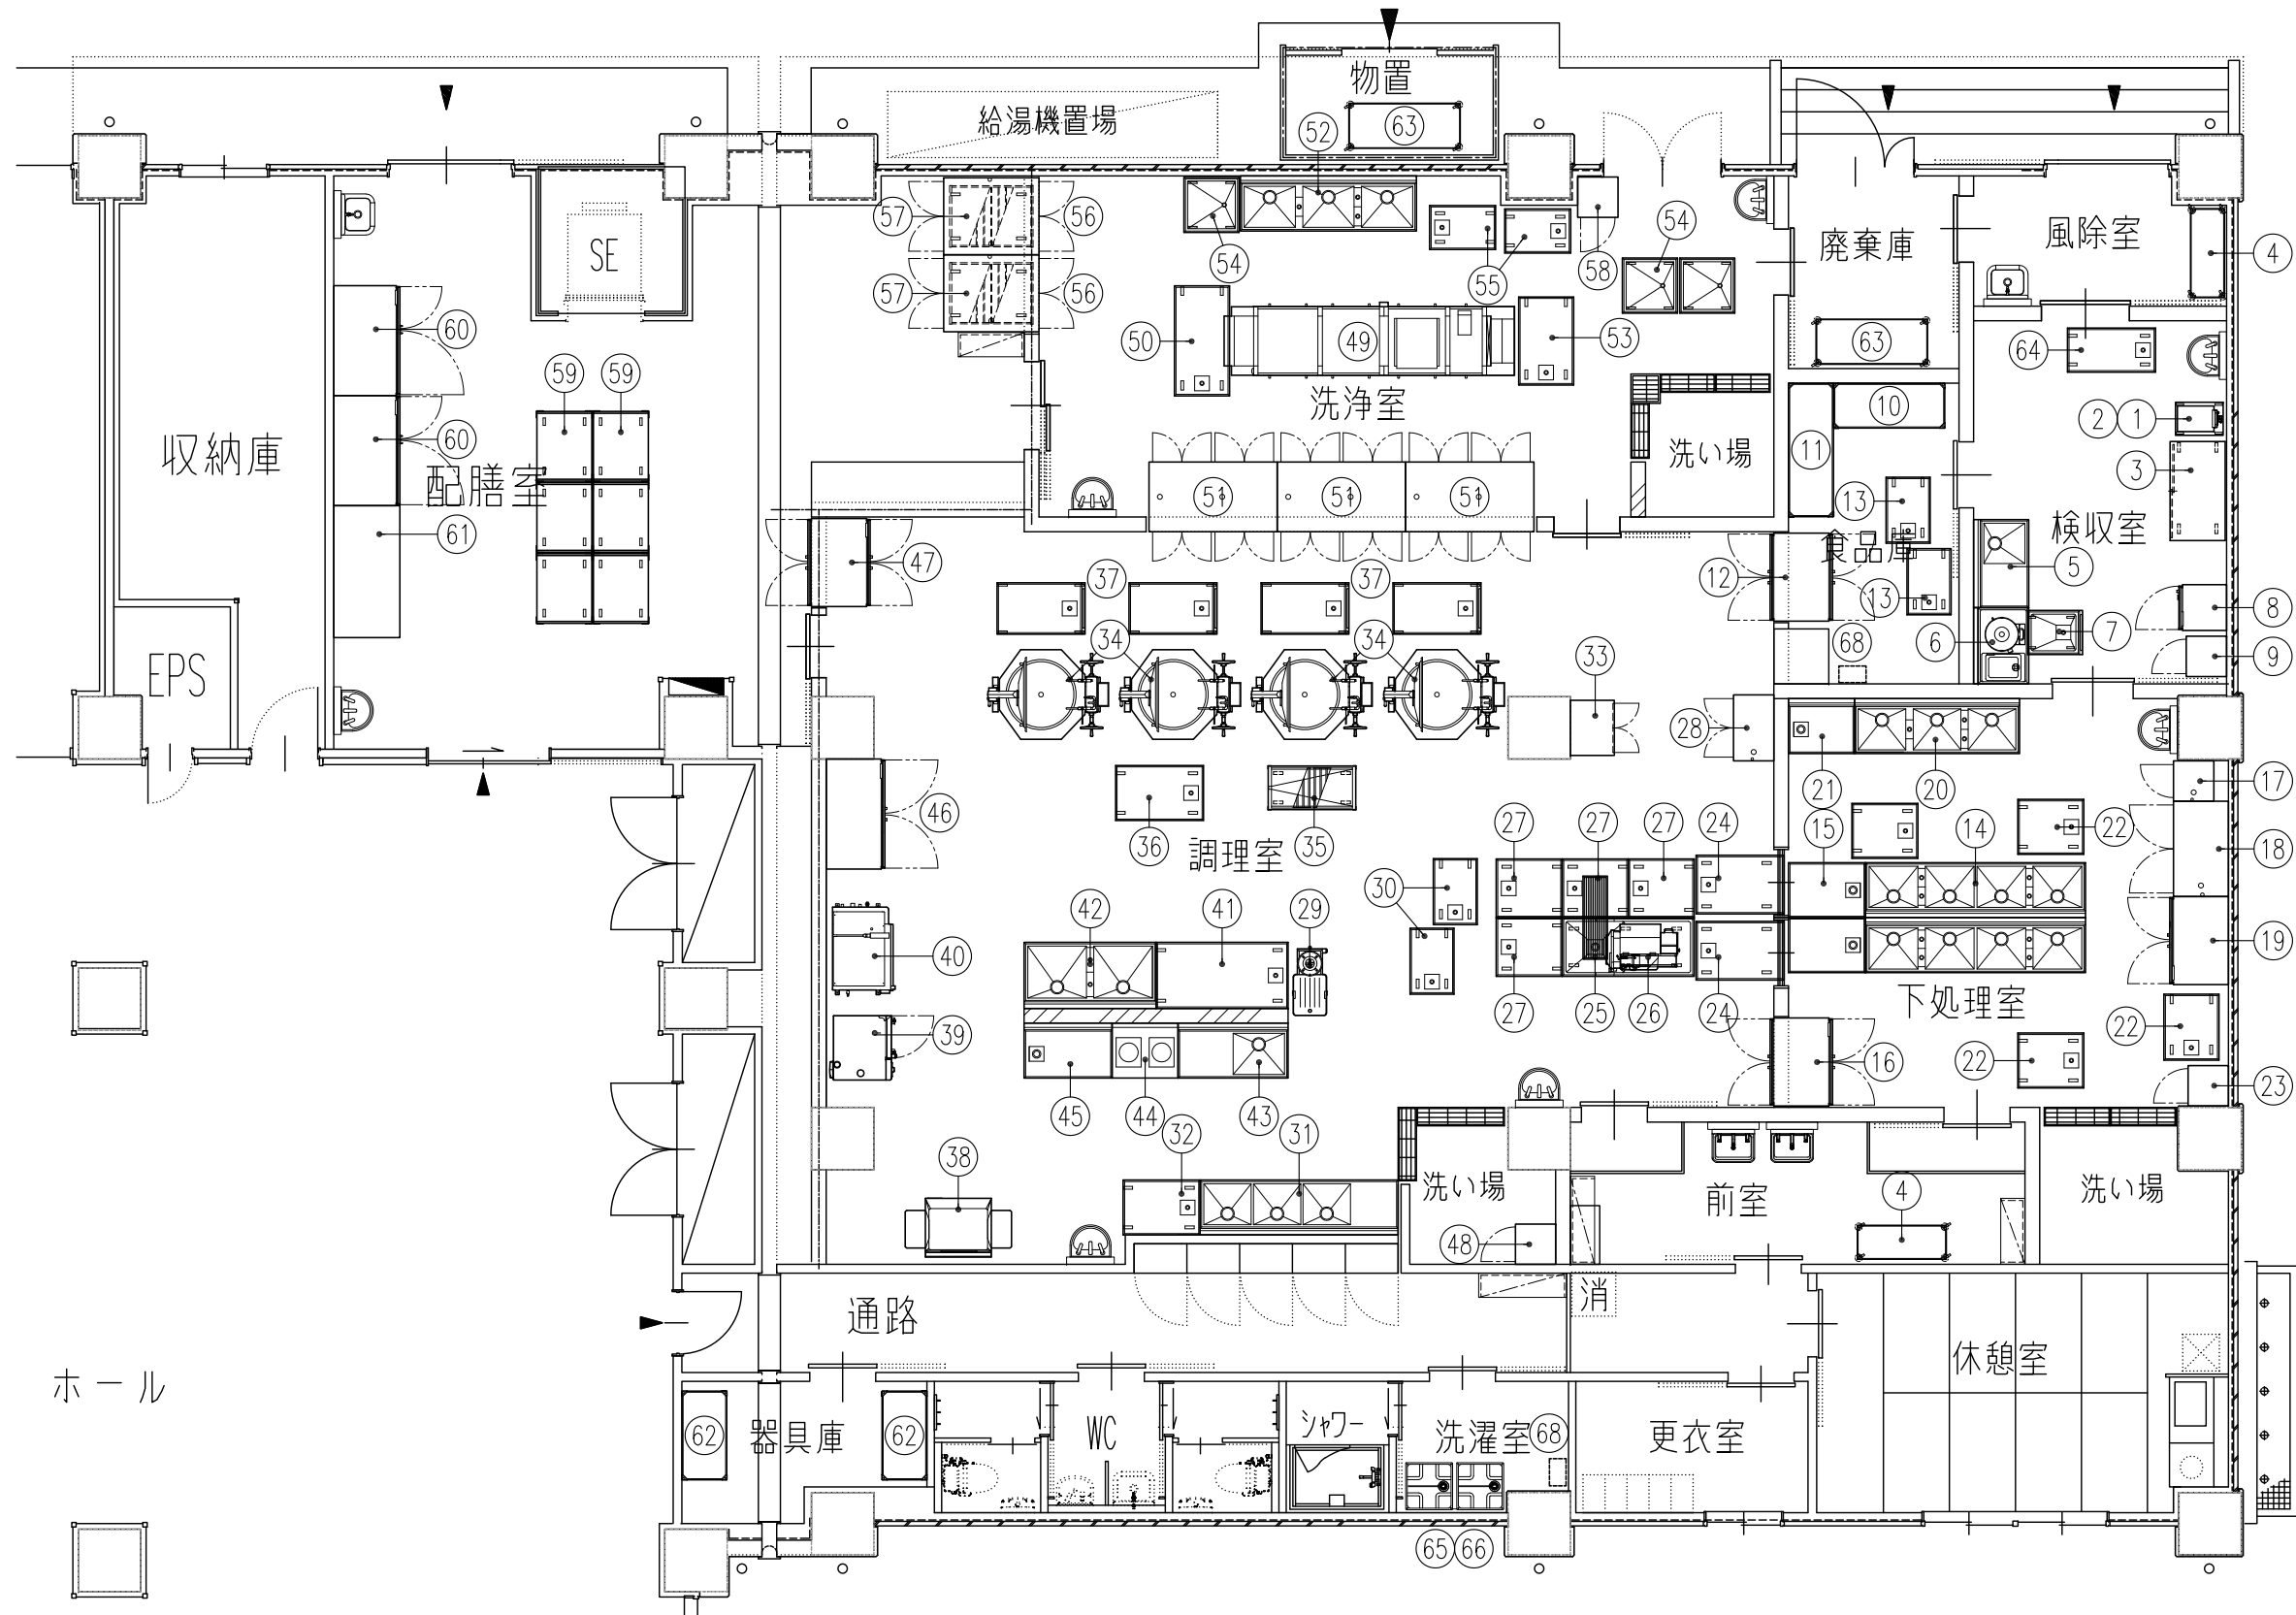 物置
給湯機置場
63
52
57 56
54
風除室
SE
廃棄庫
4
54
57 56
58
55
60
50 49 53
63
64
59 59
洗浄室
10
2 1
収納庫
60
配膳室
11
洗い場
3
51 51 51
13
検収室
61
食品庫
47
12
5
37 37
13
8
34 34
68
6 7
33
9
EPS
28
21 20
17
46
27 27 27 24
15 14 22
36 35
調理室
18
30
42 41 29
19
40
下処理室
27 25 26 24
39
22
22
16
23
45 44 43
32 31
38
洗い場
前室
4
洗い場
48
消
通路
休憩室
ホール
62
器具庫
62
WC
シャワー
洗濯室
68
更衣室
65 66